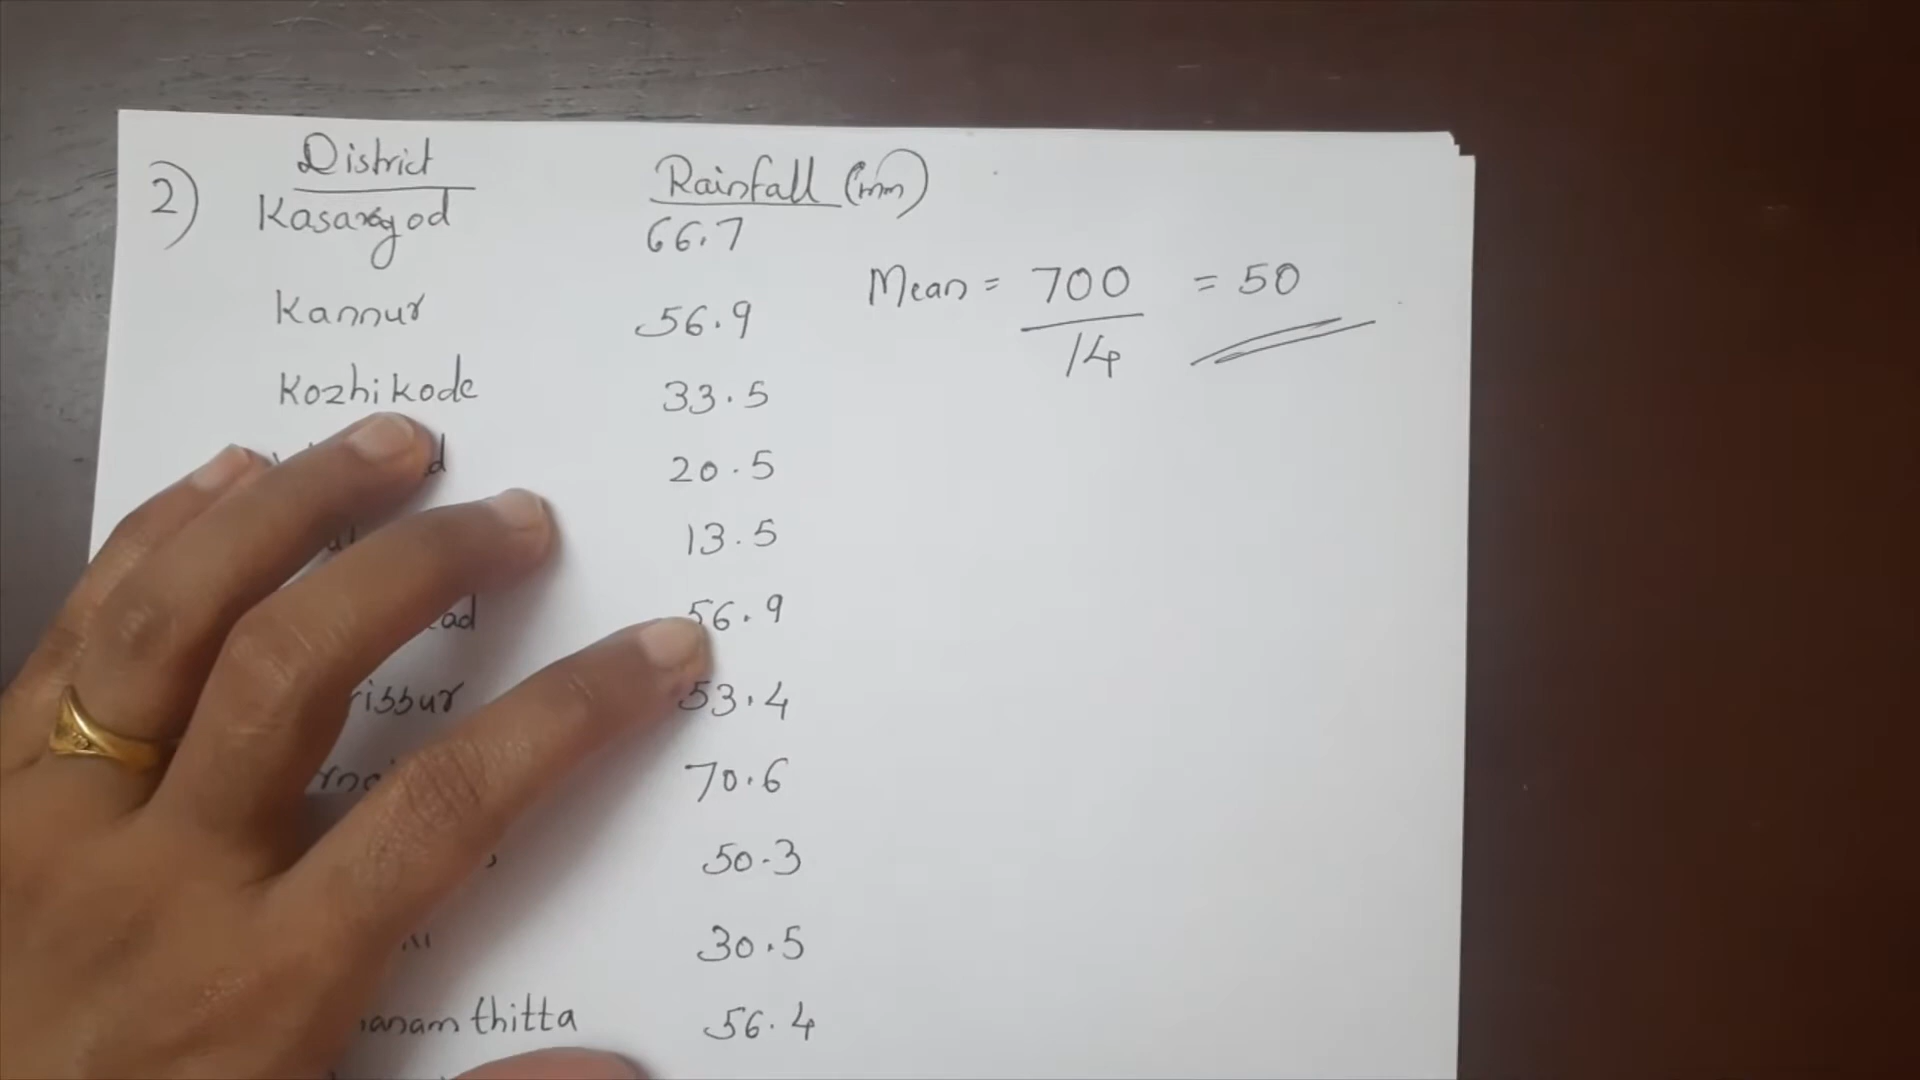 2) District Rainfall (mm)
Kasaragod 66.7
Kannur 56.9
Kozhikode 33.5
20.5
13.5
56.9
53.4
70.6
50.3
30.5
56.4
Mean = 700 / 14 = 50